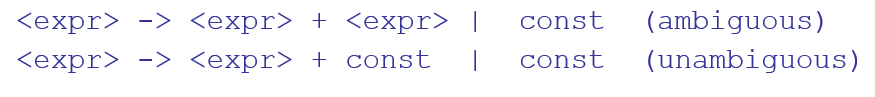 <expr> -> <expr> + <expr> | const (ambiguous)
<expr> -> <expr> + const | const (unambiguous)